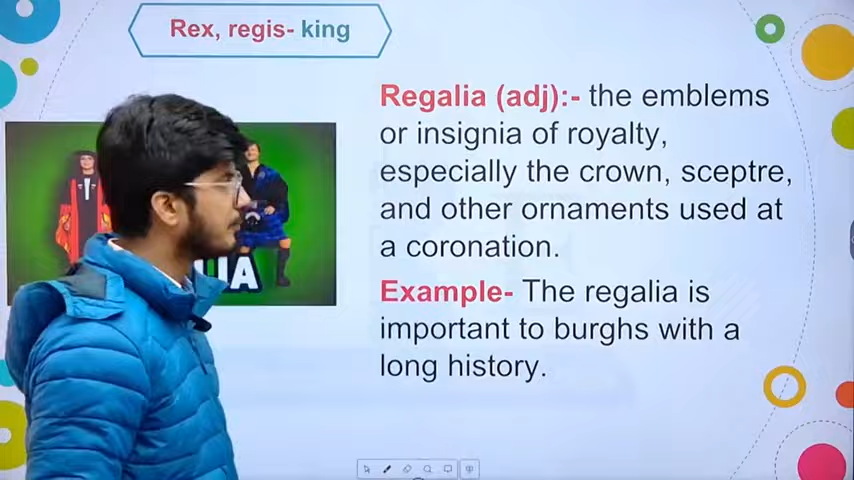 Rex, regis- king
Regalia (adj):- the emblems
or insignia of royalty,
especially the crown, sceptre,
and other ornaments used at
a coronation.
Example- The regalia is
important to burghs with a
long history.